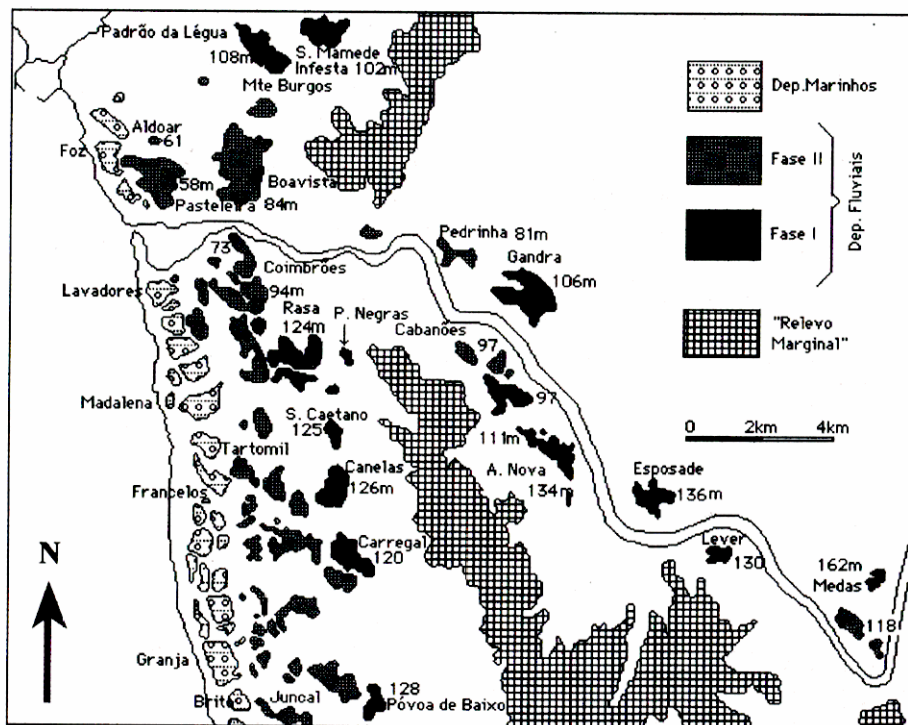 Padrão da Légua
108m
S. Mamede
Infesta 102m
Mte Burgos
Aldoar
61
Foz
58m
Pasteleira
Boavista
84m
Dep.Marinhos
Fase II
Fase I
Dep. Fluviais
"Relevo
Marginal"
0 2km 4km
Pedrinha 81m
Gandra
106m
73
Coimbrões
94m
Lavadores
Rasa
124m
P. Negras
Cabanões
97
97
Madalena
S. Caetano
125
Tartomil
Canelas
126m
Francelos
111m
A. Nova
134m
Esposade
136m
Carregal
120
Lever
130
162m
Medas
118
N
Granja
Brito
Juncal
128
Póvoa de Baixo